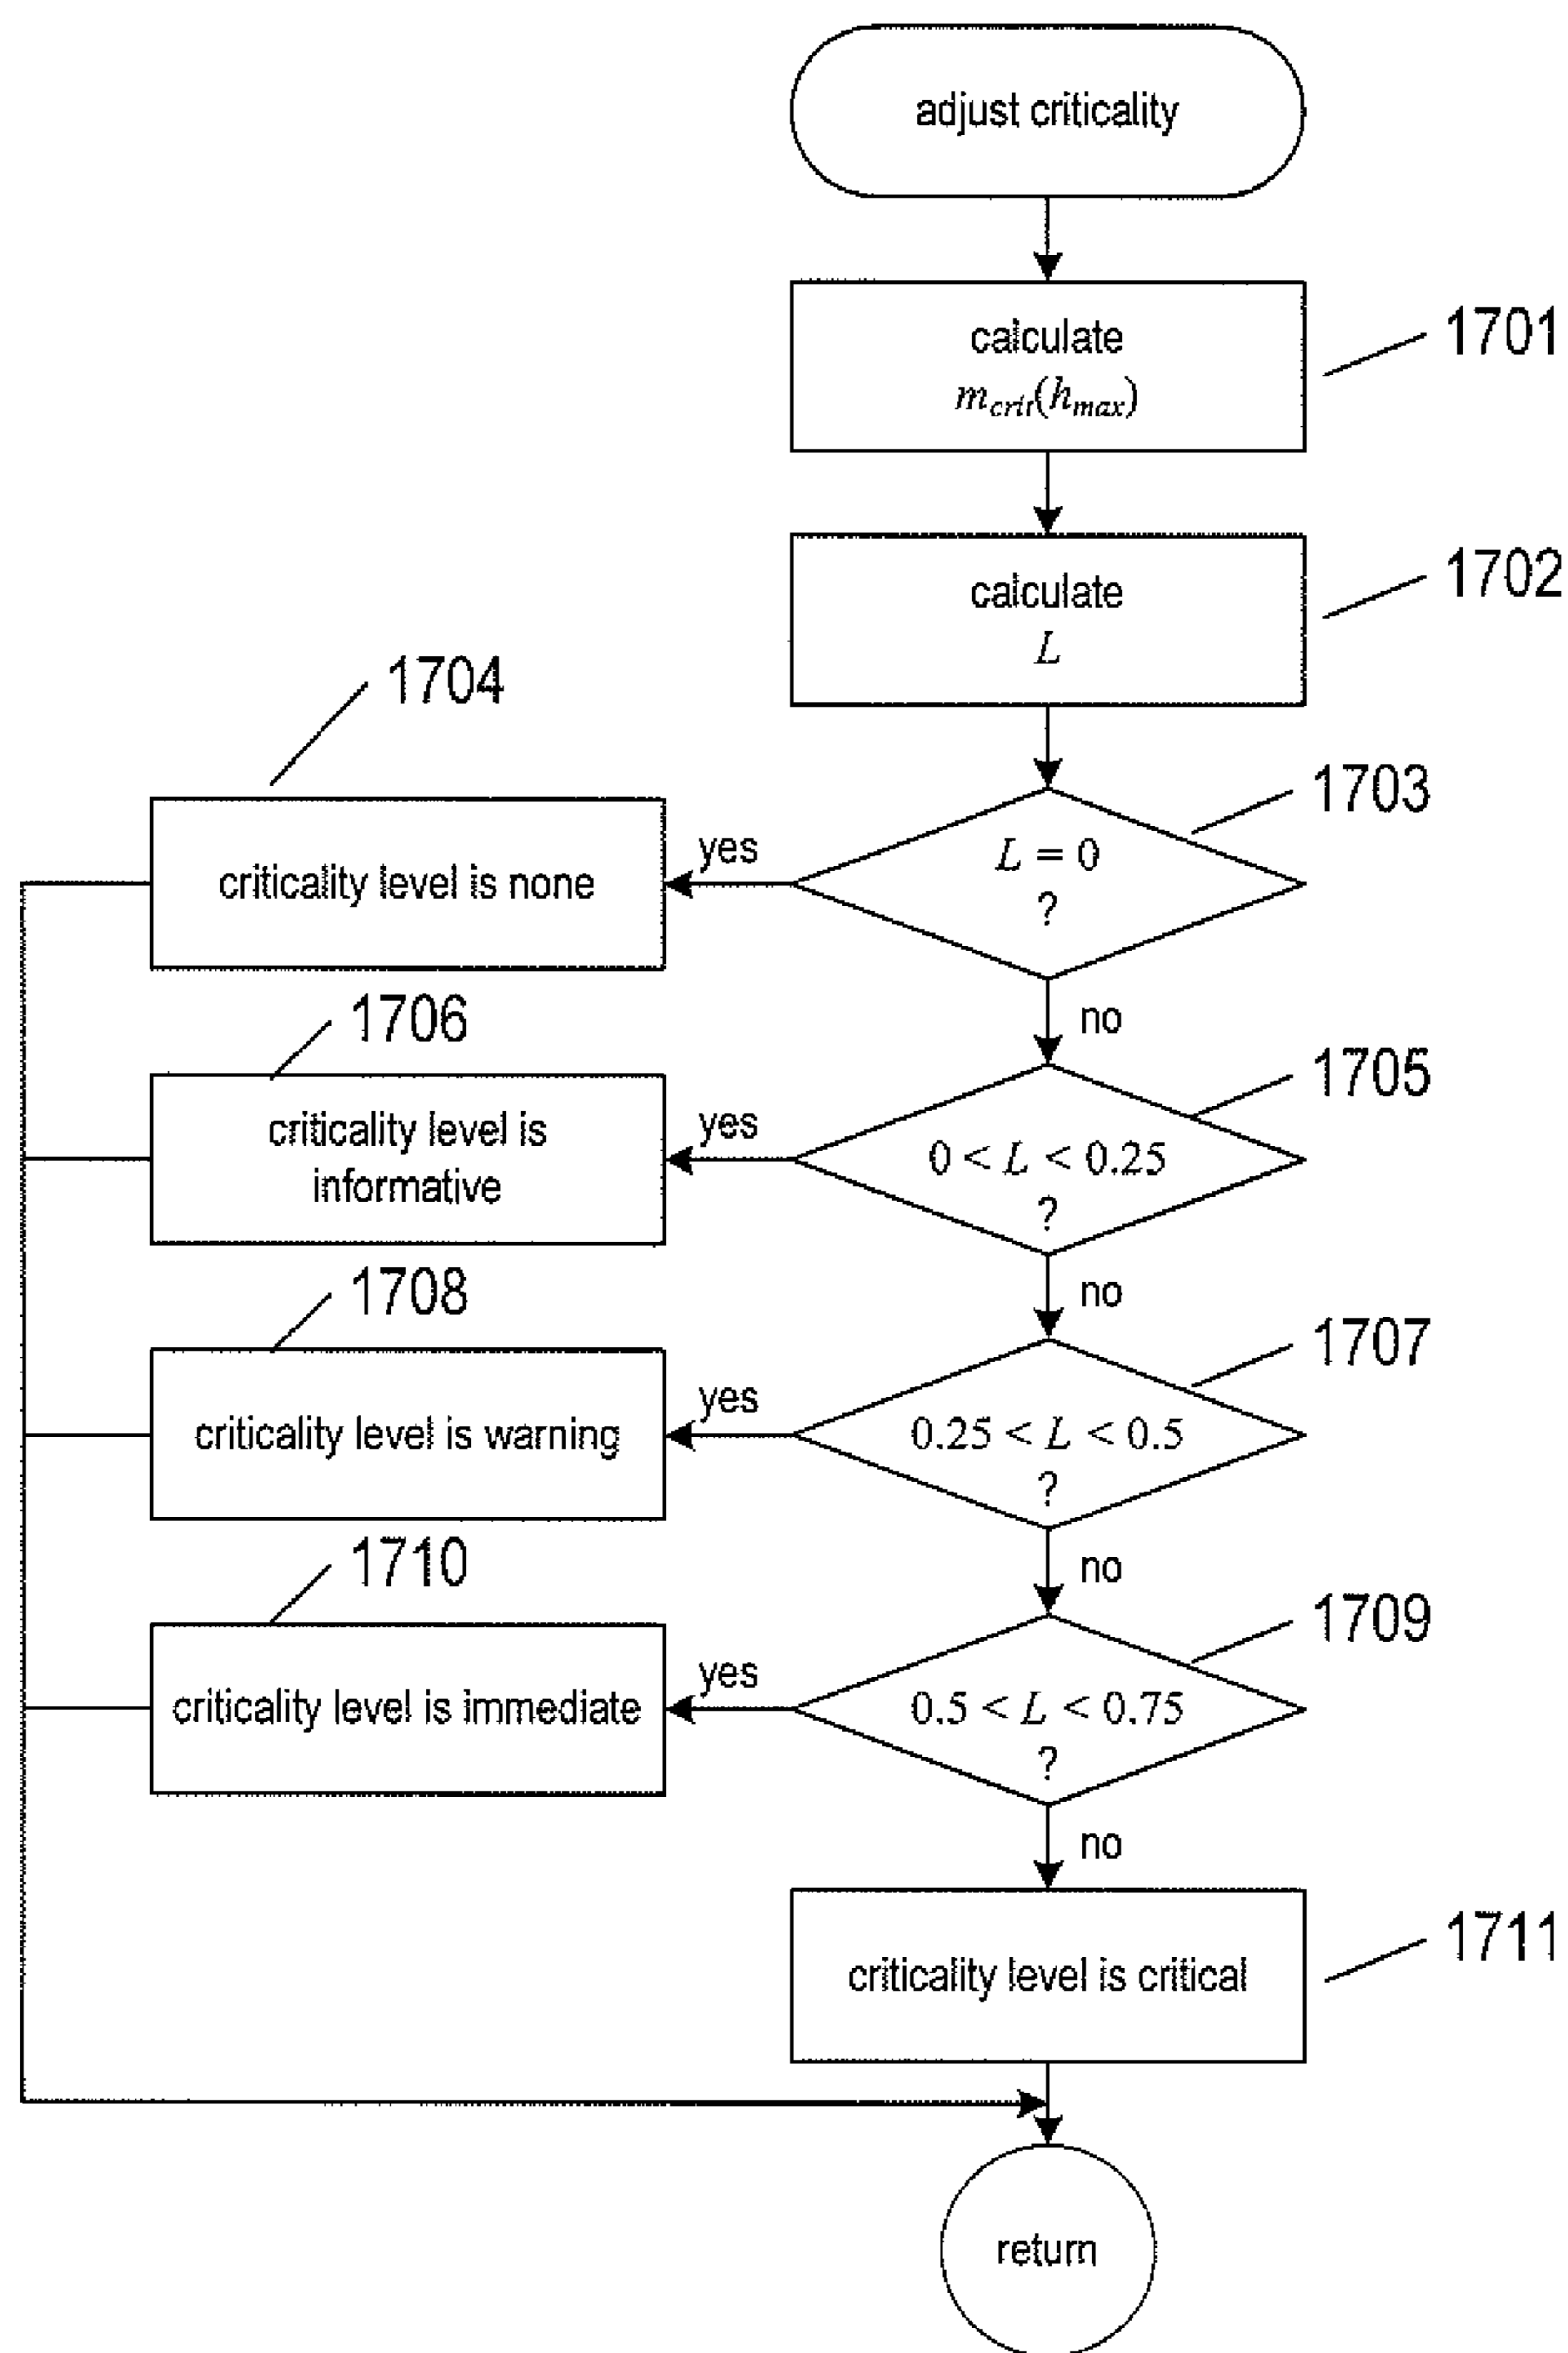 adjust criticality
calculate
m_crit(h_max)
1701
calculate
L
1702
1704
criticality level is none
yes
L = 0
?
1703
no
1706
criticality level is
informative
yes
0 < L < 0.25
?
1705
no
1708
criticality level is warning
yes
0.25 < L < 0.5
?
1707
no
1710
criticality level is immediate
yes
0.5 < L < 0.75
?
1709
no
criticality level is critical
1711
return